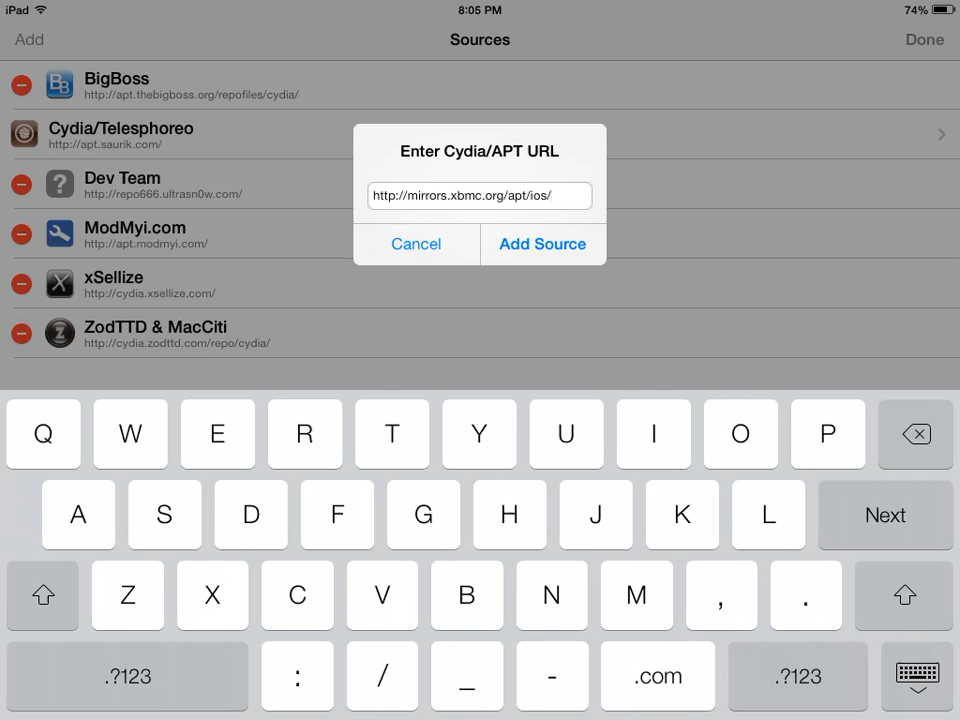 iPad 8:05 PM 74%
Add Sources Done
BigBoss
http://apt.thebigboss.org/repofiles/cydia/
Cydia/Telesphoreo
http://apt.saurik.com/
Dev Team
http://repo666.ultrasn0w.com/
ModMyi.com
http://apt.modmyi.com/
xSellize
http://cydia.xsellize.com/
ZodTTD & MacCiti
http://cydia.zodttd.com/repo/cydia/
Enter Cydia/APT URL
http://mirrors.xbmc.org/apt/ios/
Cancel Add Source
Q W E R T Y U I O P
A S D F G H J K L Next
Z X C V B N M , .
.?123 : / _ - .com .?123